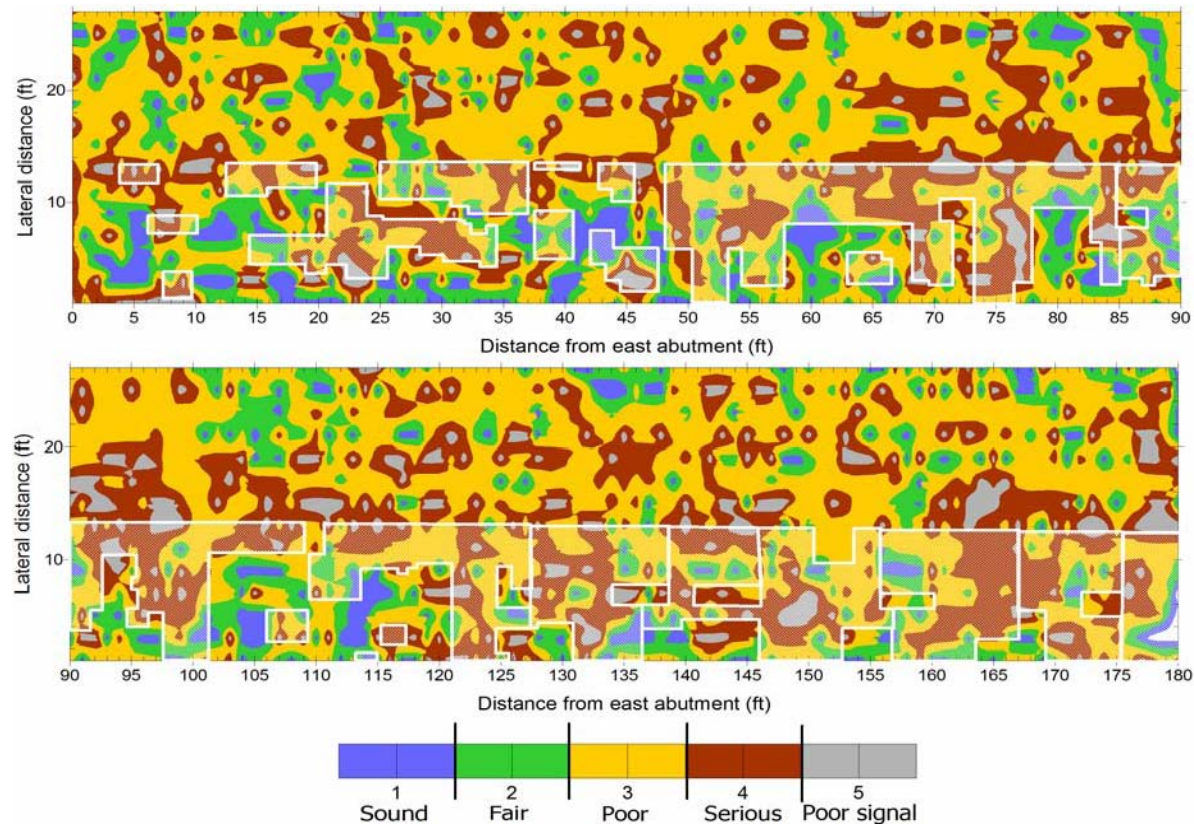 Lateral distance (ft)
20
10
0 5 10 15 20 25 30 35 40 45 50 55 60 65 70 75 80 85 90
Distance from east abutment (ft)
Lateral distance (ft)
20
10
90 95 100 105 110 115 120 125 130 135 140 145 150 155 160 165 170 175 180
Distance from east abutment (ft)
1 2 3 4 5
Sound Fair Poor Serious Poor signal